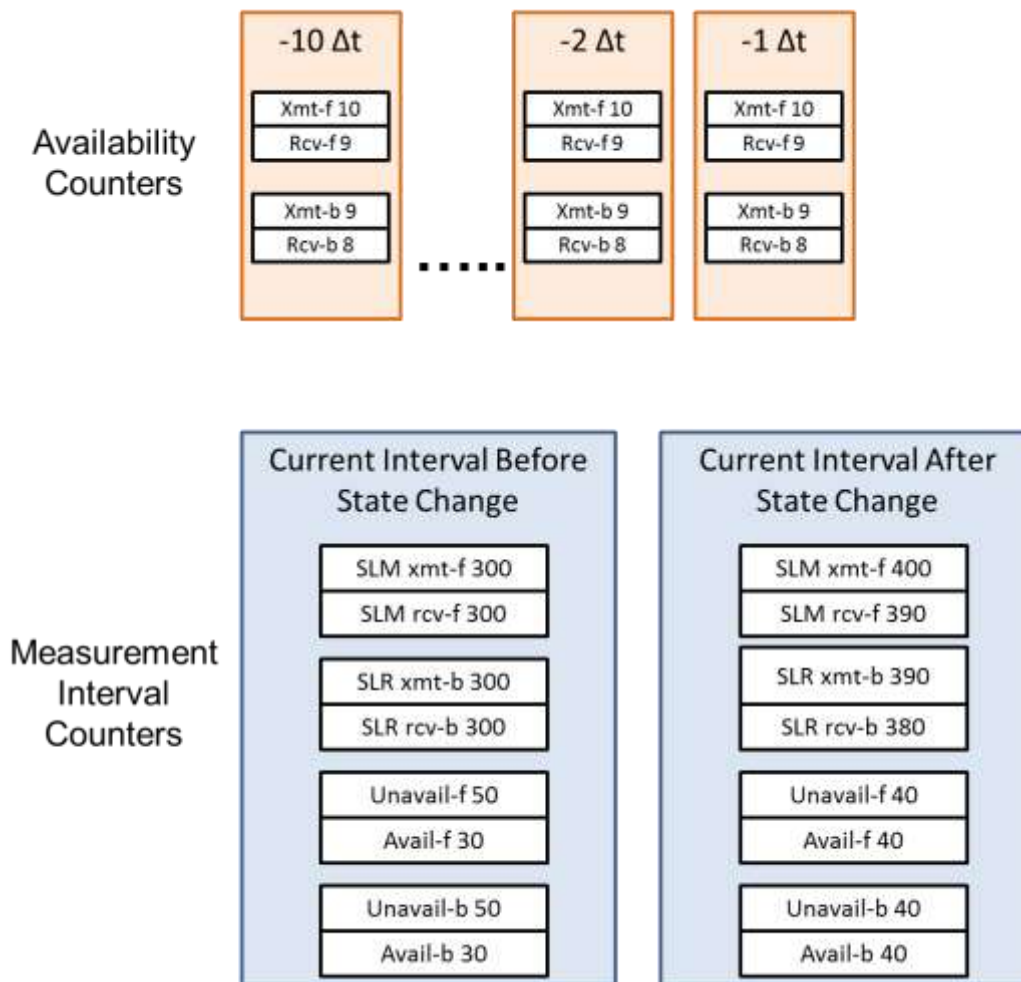 -10 Δt
-2 Δt
-1 Δt
Availability
Counters
Xmt-f 10
Rcv-f 9
Xmt-b 9
Rcv-b 8
.....
Xmt-f 10
Rcv-f 9
Xmt-b 9
Rcv-b 8
Xmt-f 10
Rcv-f 9
Xmt-b 9
Rcv-b 8
Measurement
Interval
Counters
Current Interval Before
State Change
SLM xmt-f 300
SLM rcv-f 300
SLR xmt-b 300
SLR rcv-b 300
Unavail-f 50
Avail-f 30
Unavail-b 50
Avail-b 30
Current Interval After
State Change
SLM xmt-f 400
SLM rcv-f 390
SLR xmt-b 390
SLR rcv-b 380
Unavail-f 40
Avail-f 40
Unavail-b 40
Avail-b 40